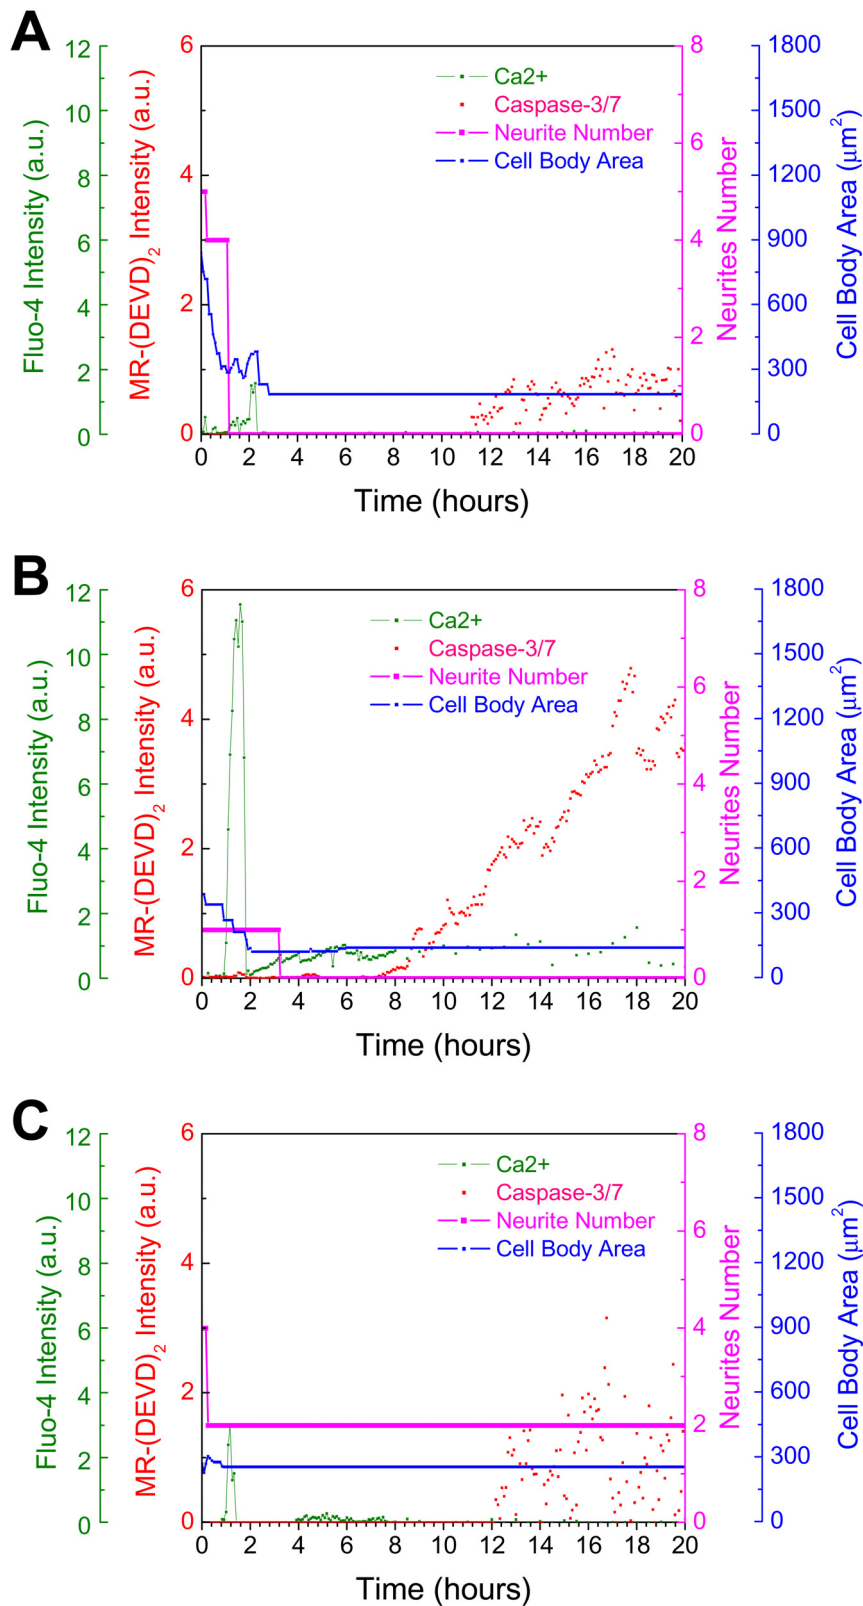 A
Fluo-4 Intensity (a.u.)
12
10
8
6
4
2
0
MR-(DEVD)2 Intensity (a.u.)
6
4
2
0
Ca2+
Caspase-3/7
Neurite Number
Cell Body Area
8
6
4
2
0
Neurites Number
1800
1500
1200
900
600
300
0
Cell Body Area (μm2)
0 2 4 6 8 10 12 14 16 18 20
Time (hours)
B
Fluo-4 Intensity (a.u.)
12
10
8
6
4
2
0
MR-(DEVD)2 Intensity (a.u.)
6
4
2
0
Ca2+
Caspase-3/7
Neurite Number
Cell Body Area
8
6
4
2
0
Neurites Number
1800
1500
1200
900
600
300
0
Cell Body Area (μm2)
0 2 4 6 8 10 12 14 16 18 20
Time (hours)
C
Fluo-4 Intensity (a.u.)
12
10
8
6
4
2
0
MR-(DEVD)2 Intensity (a.u.)
6
4
2
0
Ca2+
Caspase-3/7
Neurite Number
Cell Body Area
8
6
4
2
0
Neurites Number
1800
1500
1200
900
600
300
0
Cell Body Area (μm2)
0 2 4 6 8 10 12 14 16 18 20
Time (hours)